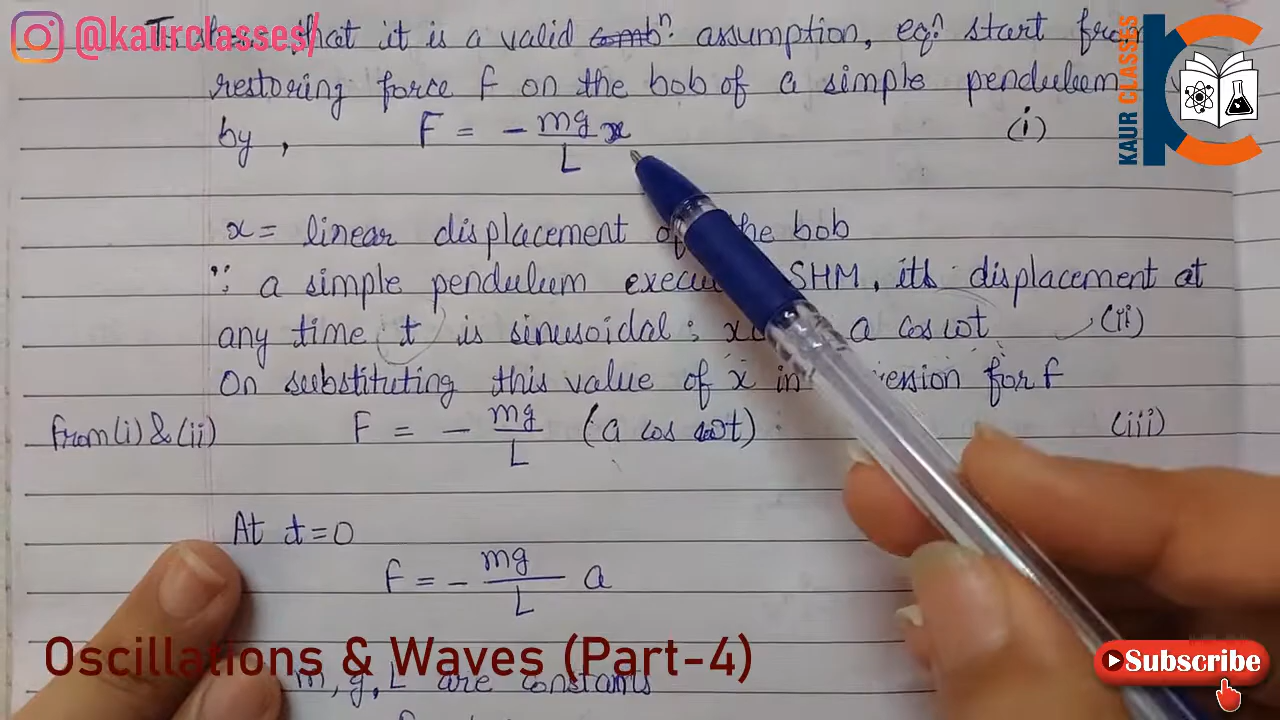 @kaurclasses/
that it is a valid combⁿ. assumption, eqⁿ start from
restoring force F on the bob of a simple pendulum
by, F = - mg/L x (i)
x = linear displacement of the bob
∵ a simple pendulum SHM, its displacement at
any time t is sinusoidal : a cos ωt (ii)
On substituting this value of x in for F
from (i) & (ii) F = - mg/L (a cos ωt) (iii)
At t = 0
F = - mg/L a
m, g, L are constants
Oscillations & Waves (Part-4)
KAUR CLASSES
Subscribe